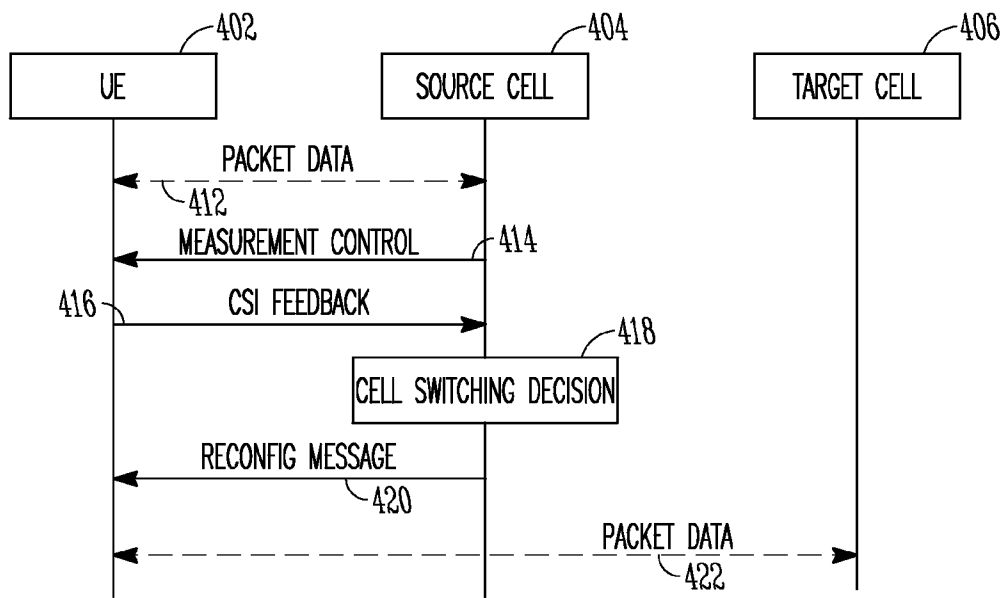 402
404
406
UE
SOURCE CELL
TARGET CELL
PACKET DATA
412
MEASUREMENT CONTROL
414
416
CSI FEEDBACK
418
CELL SWITCHING DECISION
RECONFIG MESSAGE
420
PACKET DATA
422